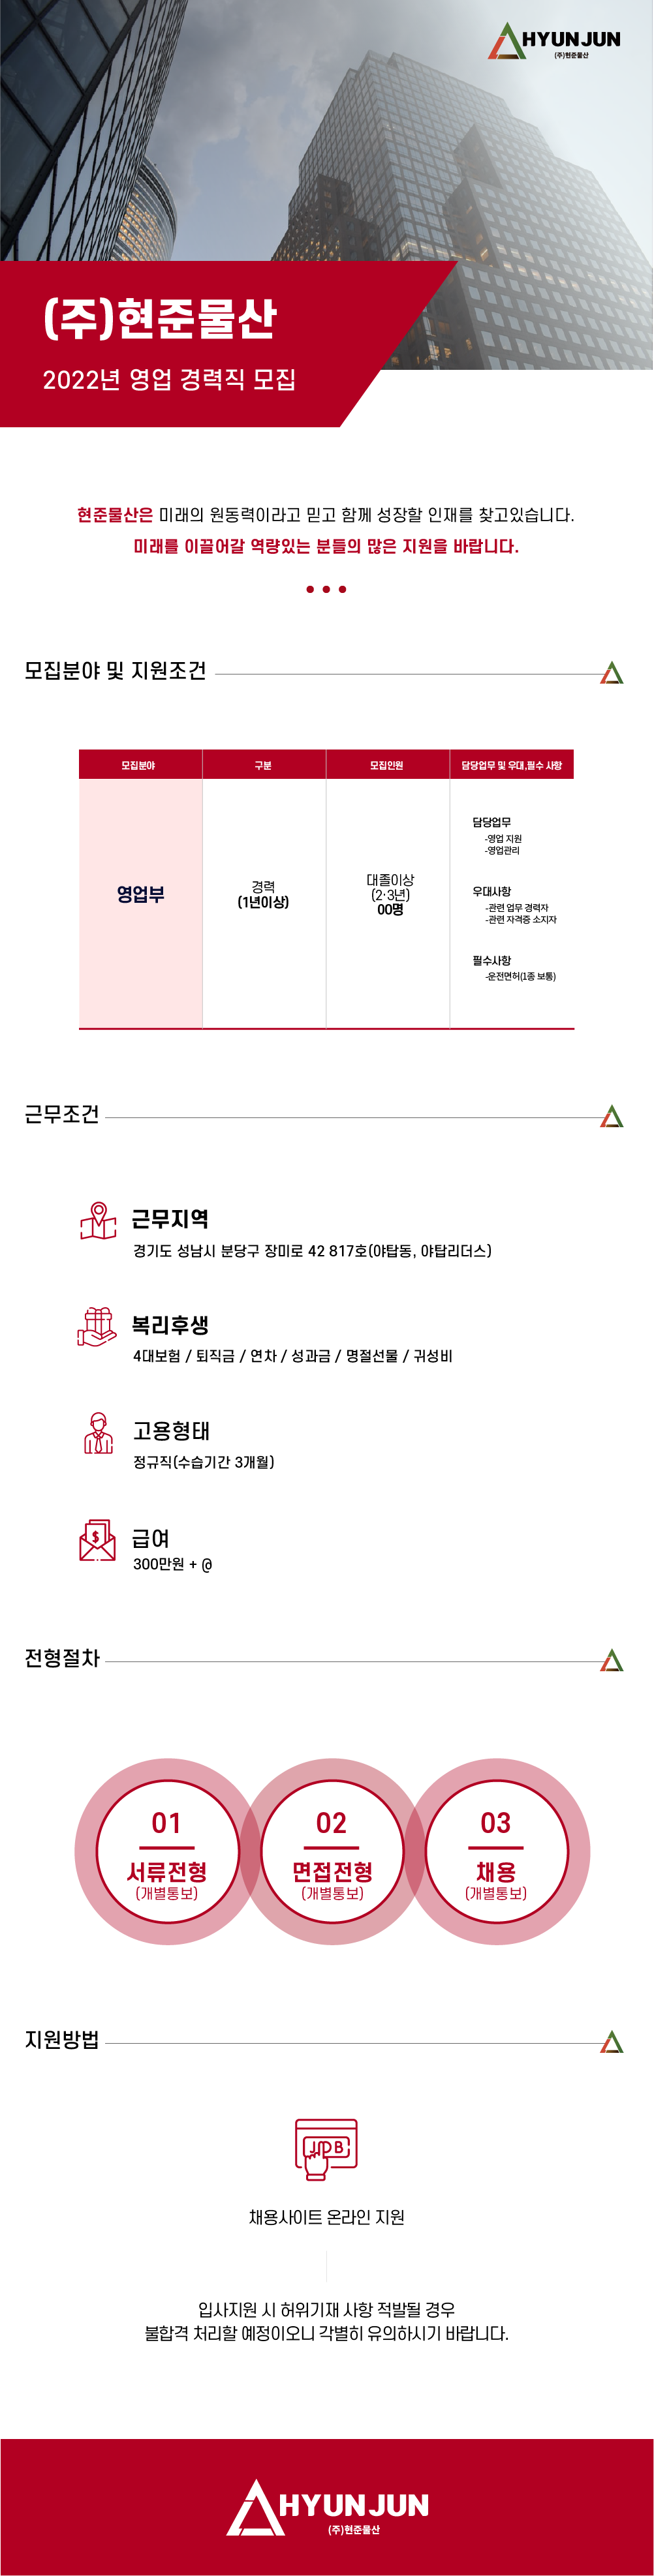 HYUNJUN
(주)현준물산
(주)현준물산
2022년 영업 경력직 모집
현준물산은 미래의 원동력이라고 믿고 함께 성장할 인재를 찾고있습니다.
미래를 이끌어갈 역량있는 분들의 많은 지원을 바랍니다.
모집분야 및 지원조건
모집분야
구분
모집인원
담당업무 및 우대,필수 사항
영업부
경력
(1년이상)
대졸이상
(2·3년)
00명
담당업무
-영업 지원
-영업관리
우대사항
-관련 업무 경력자
-관련 자격증 소지자
필수사항
-운전면허(1종 보통)
근무조건
근무지역
경기도 성남시 분당구 장미로 42 817호(야탑동, 야탑리더스)
복리후생
4대보험 / 퇴직금 / 연차 / 성과금 / 명절선물 / 귀성비
고용형태
정규직(수습기간 3개월)
급여
$
300만원 + @
전형절차
01
서류전형
(개별통보)
02
면접전형
(개별통보)
03
채용
(개별통보)
지원방법
JOB
채용사이트 온라인 지원
입사지원 시 허위기재 사항 적발될 경우
불합격 처리할 예정이오니 각별히 유의하시기 바랍니다.
HYUNJUN
(주)현준물산